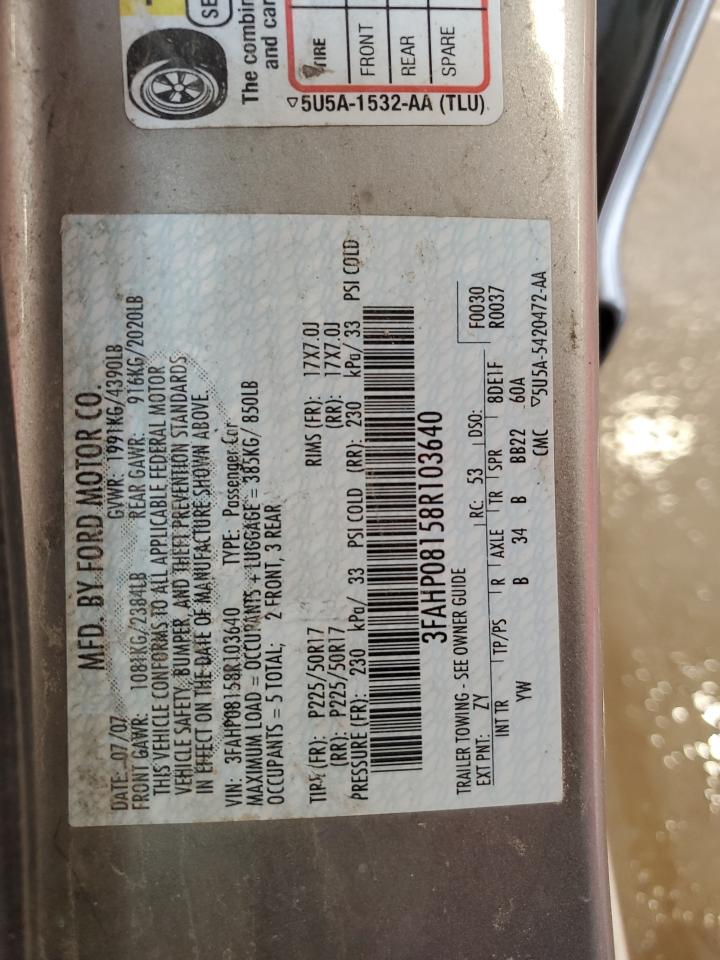 SE
The combin
and car
TIRE
FRONT
REAR
SPARE
▽5U5A-1532-AA (TLU)
MFD. BY FORD MOTOR CO.
DATE: 07/07 GVWR: 1991KG/4390LB
FRONT GAWR: 1081KG/2384LB REAR GAWR: 916KG/2020LB
THIS VEHICLE CONFORMS TO ALL APPLICABLE FEDERAL MOTOR
VEHICLE SAFETY, BUMPER, AND THEFT PREVENTION STANDARDS
IN EFFECT ON THE DATE OF MANUFACTURE SHOWN ABOVE.
VIN: 3FAHP08158R103640 TYPE: Passenger Car
MAXIMUM LOAD = OCCUPANTS + LUGGAGE = 385KG/ 850LB
OCCUPANTS = 5 TOTAL; 2 FRONT, 3 REAR
TIRE (FR): P225/50R17 RIMS (FR): 17X7.0J
(RR): P225/50R17 (RR): 17X7.0J
PRESSURE (FR): 230 kPa/ 33 PSI COLD (RR): 230 kPa/ 33 PSI COLD
3FAHP08158R103640
TRAILER TOWING - SEE OWNER GUIDE F0030
EXT PNT: ZY RC: 53 DSO: R0037
INT TR TP/PS R AXLE TR SPR 8DE1F
YW B 34 B BB22 60A
CMC ▽5U5A-5420472-AA